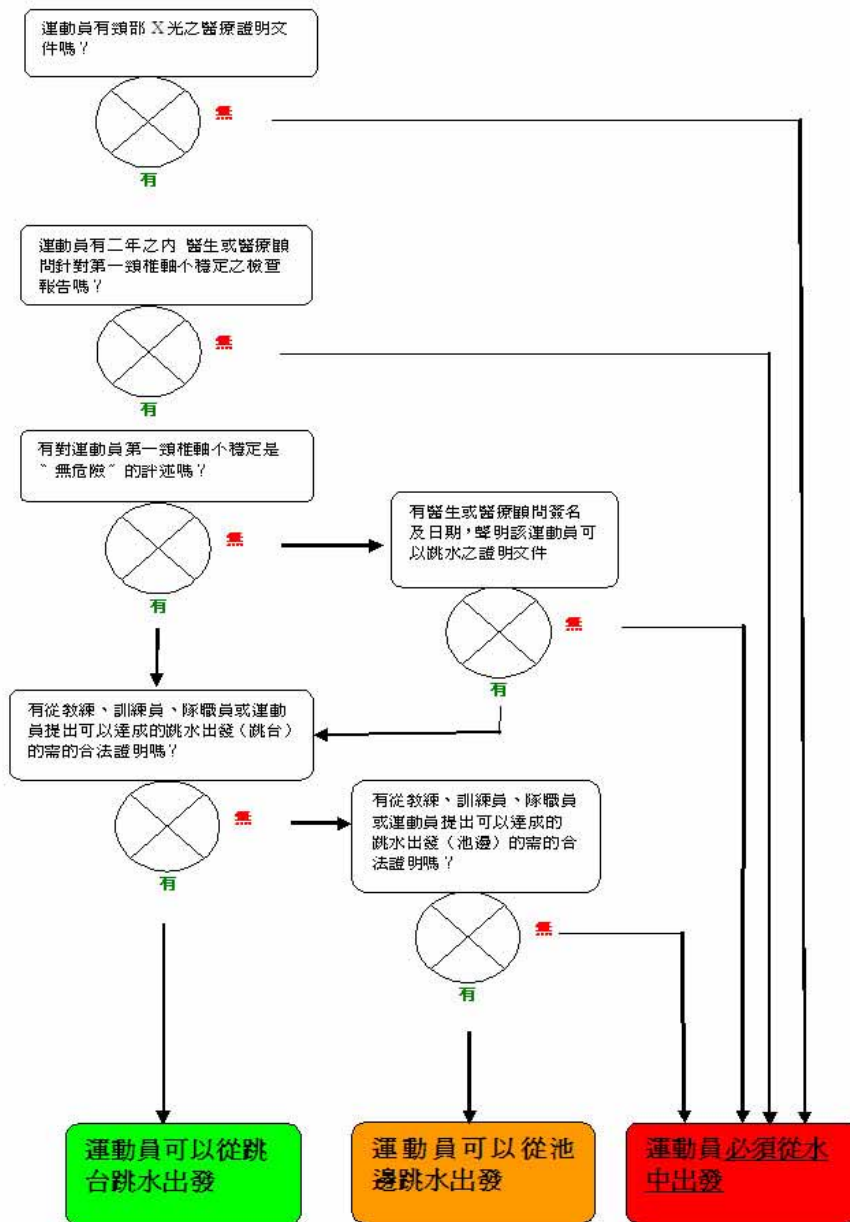 運動員有頸部 X光之醫療證明文
件嗎？
無
有
運動員有二年之內 醫生或醫療顧
問針對第一頸椎軸不穩定之檢查
報告嗎？
無
有
有對運動員第一頸椎軸不穩定是
〝無危險〞的評述嗎？
無
有
有醫生或醫療顧問簽名
及日期，聲明該運動員可
以跳水之證明文件
無
有
有從教練、訓練員、隊職員或運動
員提出可以達成的跳水出發（跳台）
的需的合法證明嗎？
無
有
有從教練、訓練員、隊職員
或運動員提出可以達成的
跳水出發（池邊）的需的合
法證明嗎？
無
有
運動員可以從跳
台跳水出發
運動員可以從池
邊跳水出發
運動員必須從水
中出發